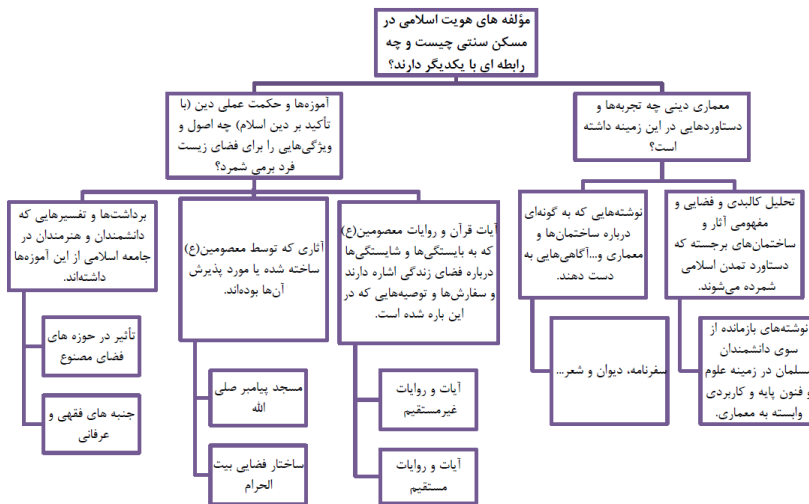 مؤلفه های هویت اسلامی در
مسکن سنتی چیست و چه
رابطه ای با یکدیگر دارند؟
معماری دینی چه تجربه‌ها و
دستاوردهایی در این زمینه داشته
است؟
آموزه‌ها و حکمت عملی دین (با
تأکید بر دین اسلام) چه اصول و
ویژگی‌هایی را برای فضای زیست
فرد برمی شمرد؟
تحلیل کالبدی و فضایی و
مفهومی آثار و
ساختمان‌های برجسته که
دستاورد تمدن اسلامی
شمرده می‌شوند.
نوشته‌های بازمانده از
سوی دانشمندان
مسلمان در زمینه علوم
و فنون پایه و کاربردی
وابسته به معماری.
نوشته‌هایی که به گونه‌ای
درباره ساختمان‌ها و
معماری و...آگاهی‌هایی به
دست دهند.
سفرنامه، دیوان و شعر...
آیات قرآن و روایات معصومین(ع)
که به بایستگی‌ها و شایستگی‌ها
درباره فضای زندگی اشاره دارند
و سفارش‌ها و توصیه‌هایی که در
این باره شده است.
آیات و روایات
غیرمستقیم
آیات و روایات
مستقیم
آثاری که توسط معصومین(ع)
ساخته شده یا مورد پذیرش
آن‌ها بوده‌اند.
مسجد پیامبر صلی
الله
ساختار فضایی بیت
الحرام
برداشت‌ها و تفسیرهایی که
دانشمندان و هنرمندان در
جامعه اسلامی از این آموزه‌ها
داشته‌اند.
تأثیر در حوزه های
فضای مصنوع
جنبه های فقهی و
عرفانی